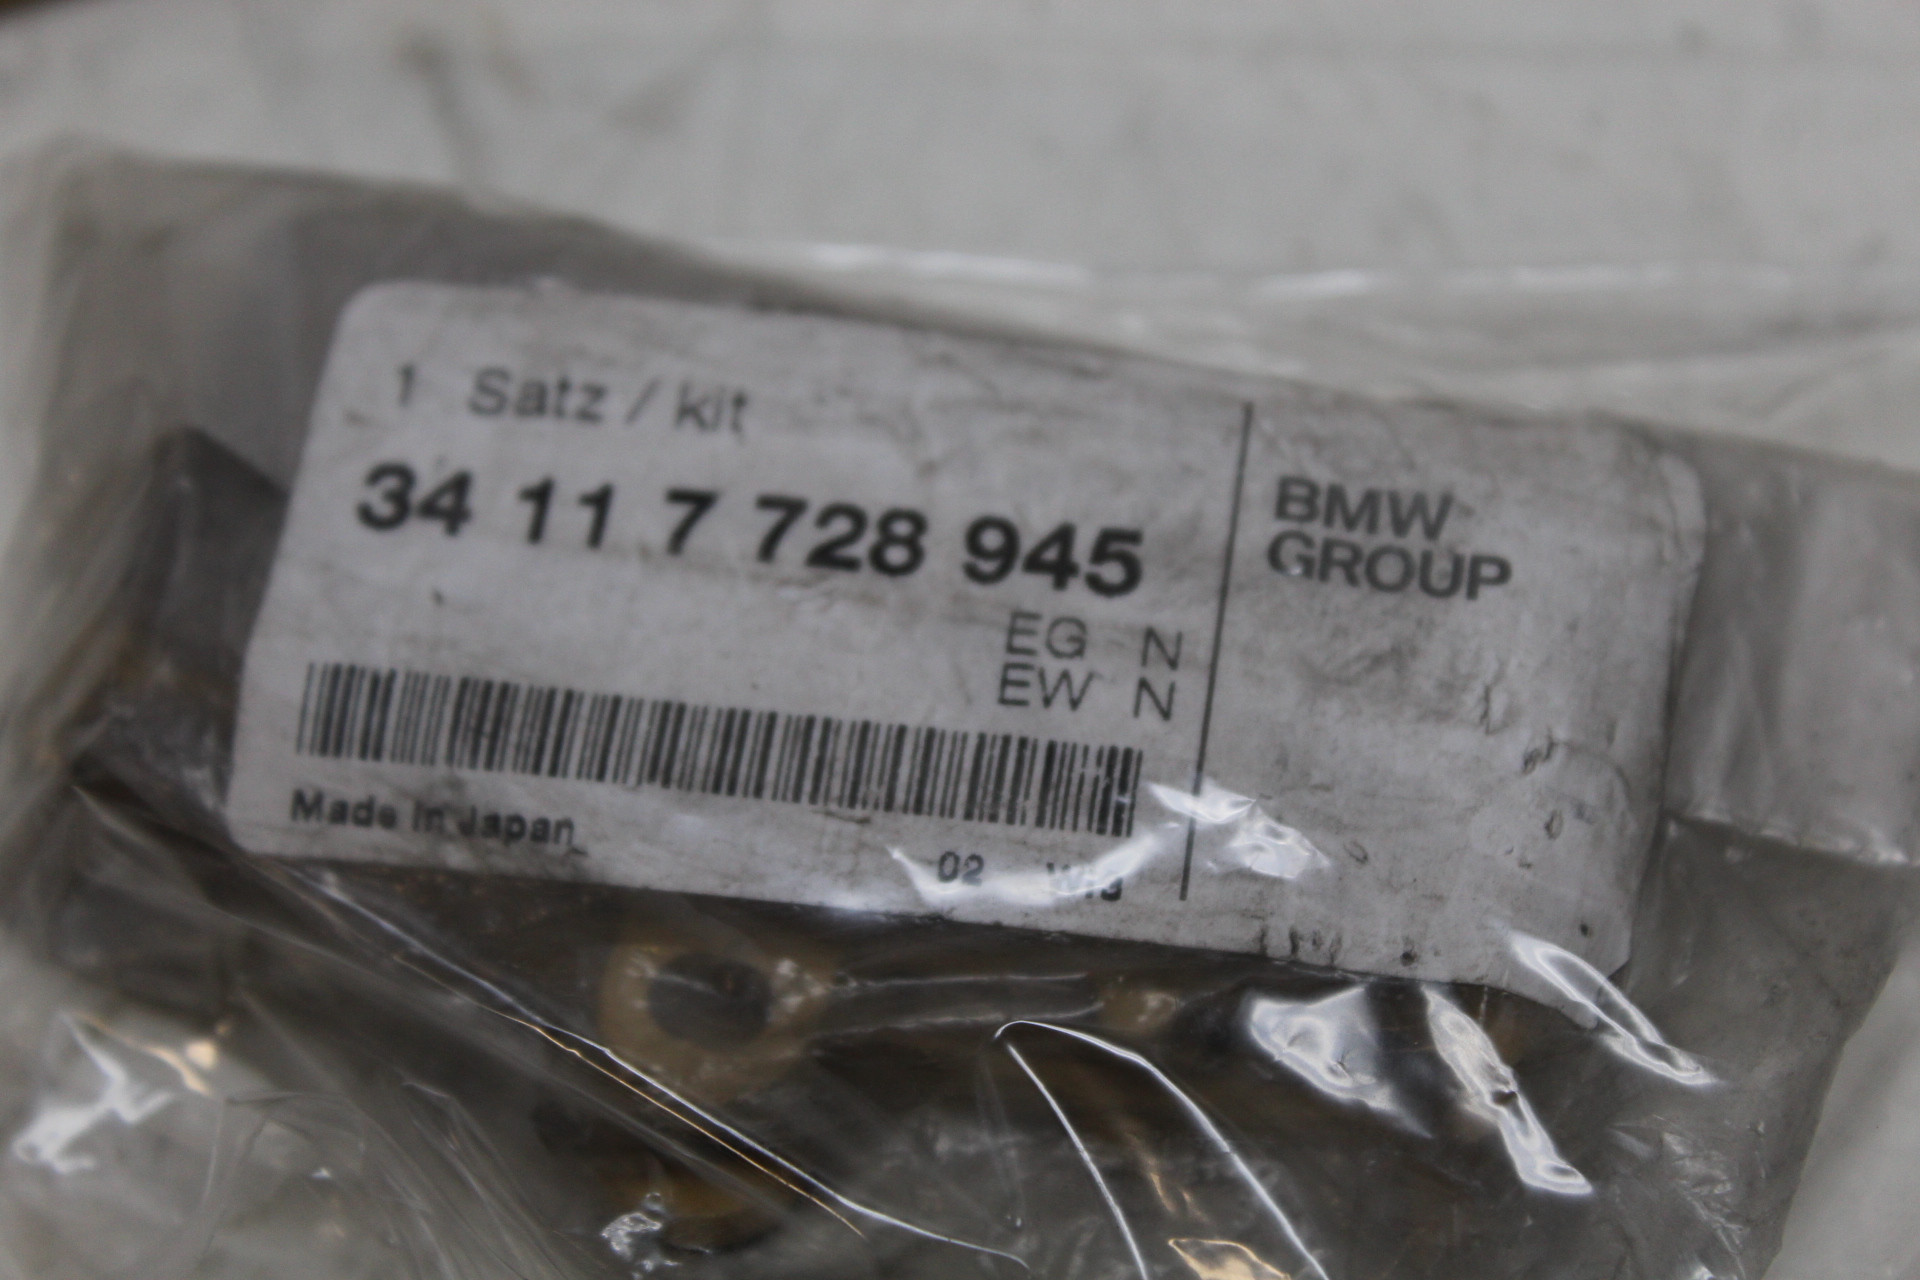 1 Satz / kit
34 11 7 728 945
EG N
EW N
Made in Japan
02
BMW
GROUP